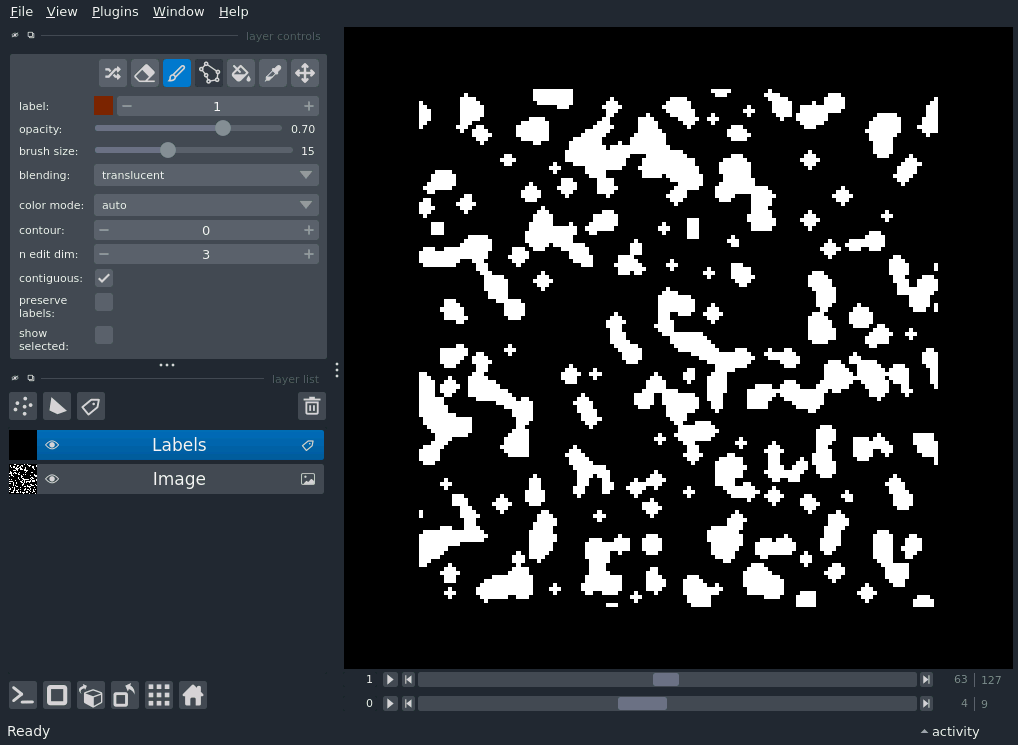 File View Plugins Window Help
layer controls
label: 1
opacity: 0.70
brush size: 15
blending: translucent
color mode: auto
contour: 0
n edit dim: 3
contiguous:
preserve
labels:
show
selected:
layer list
Labels
Image
1 63 127
0 4 9
Ready activity